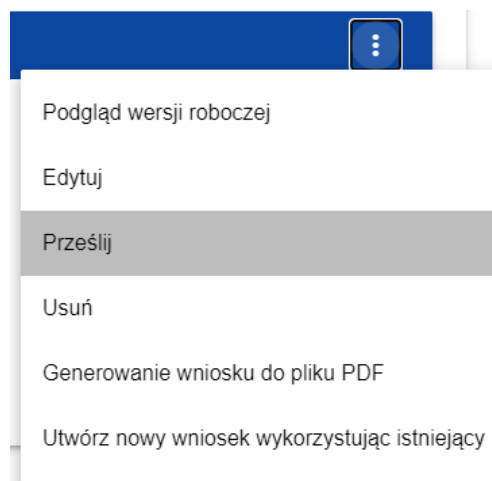 Podgląd wersji roboczej
Edytuj
Prześlij
Usuń
Generowanie wniosku do pliku PDF
Utwórz nowy wniosek wykorzystując istniejący